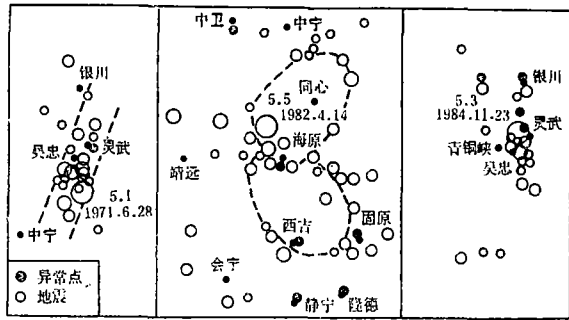 银川
吴忠
灵武
5.1
1971.6.28
中宁
异常点
地震
中卫
中宁
同心
5.5
1982.4.14
海原
靖远
西吉
固原
会宁
静宁
隆德
银川
5.3
1984.11.23
灵武
青铜峡
吴忠